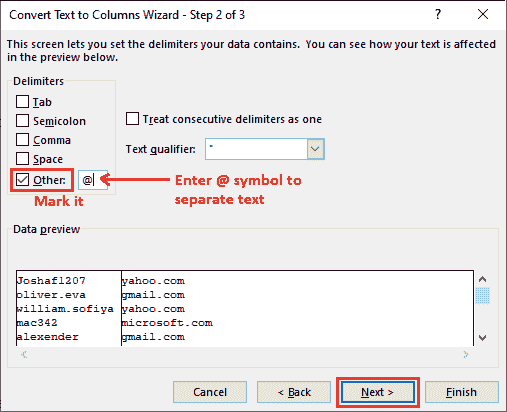 Convert Text to Columns Wizard - Step 2 of 3
This screen lets you set the delimiters your data contains. You can see how your text is affected
in the preview below.
Delimiters
Tab
Semicolon
Comma
Space
Other: @
Treat consecutive delimiters as one
Text qualifier: "
Mark it
Enter @ symbol to
separate text
Data preview
Joshaf1207 yahoo.com
oliver.eva gmail.com
william.sofiya yahoo.com
mac342 microsoft.com
alexender gmail.com
Cancel < Back Next > Finish